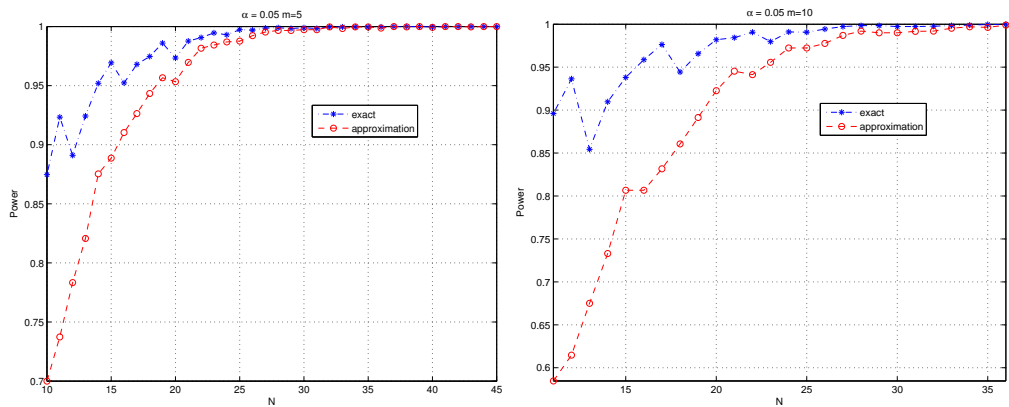 α = 0.05 m=5
1
0.95
0.9
0.85
0.8
0.75
0.7
Power
10 15 20 25 30 35 40 45
N
exact
approximation
α = 0.05 m=10
1
0.95
0.9
0.85
0.8
0.75
0.7
0.65
0.6
Power
15 20 25 30 35
N
exact
approximation